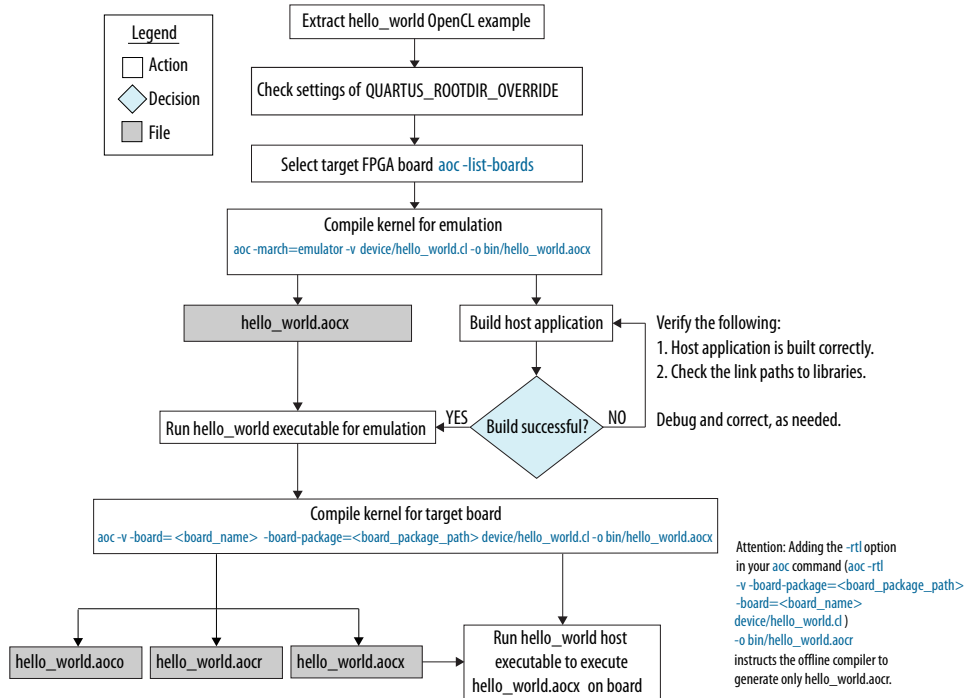 Extract hello_world OpenCL example
Legend
Action
Decision
File
Check settings of QUARTUS_ROOTDIR_OVERRIDE
Select target FPGA board aoc -list-boards
Compile kernel for emulation
aoc -march=emulator -v device/hello_world.cl -o bin/hello_world.aocx
hello_world.aocx
Build host application
Verify the following:
1. Host application is built correctly.
2. Check the link paths to libraries.
Debug and correct, as needed.
Run hello_world executable for emulation
YES
Build successful?
NO
Compile kernel for target board
aoc -v -board= <board_name> -board-package=<board_package_path> device/hello_world.cl -o bin/hello_world.aocx
Attention: Adding the -rtl option
in your aoc command (aoc -rtl
-v -board-package=<board_package_path>
-board=<board_name>
device/hello_world.cl )
-o bin/hello_world.aocr
instructs the offline compiler to
generate only hello_world.aocr.
hello_world.aoco
hello_world.aocr
hello_world.aocx
Run hello_world host
executable to execute
hello_world.aocx on board